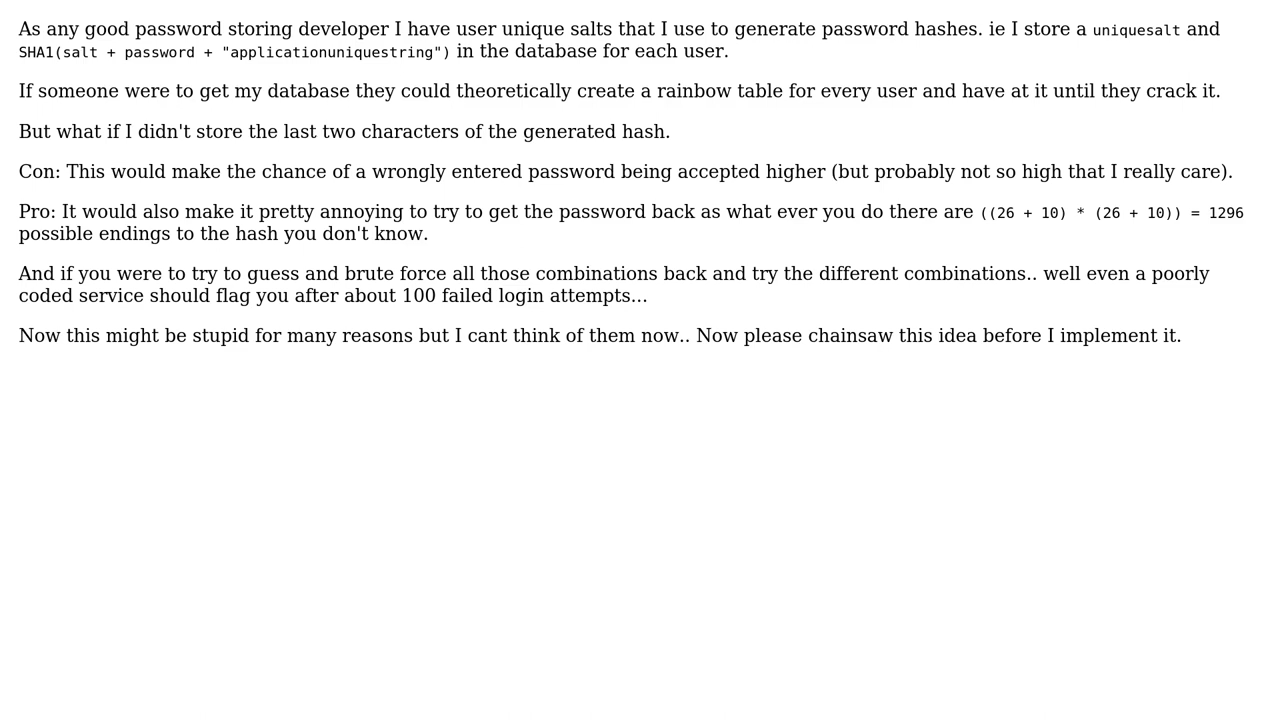 As any good password storing developer I have user unique salts that I use to generate password hashes. ie I store a uniquesalt and
SHA1(salt + password + "applicationuniquestring") in the database for each user.
If someone were to get my database they could theoretically create a rainbow table for every user and have at it until they crack it.
But what if I didn't store the last two characters of the generated hash.
Con: This would make the chance of a wrongly entered password being accepted higher (but probably not so high that I really care).
Pro: It would also make it pretty annoying to try to get the password back as what ever you do there are ((26 + 10) * (26 + 10)) = 1296
possible endings to the hash you don't know.
And if you were to try to guess and brute force all those combinations back and try the different combinations.. well even a poorly
coded service should flag you after about 100 failed login attempts...
Now this might be stupid for many reasons but I cant think of them now.. Now please chainsaw this idea before I implement it.